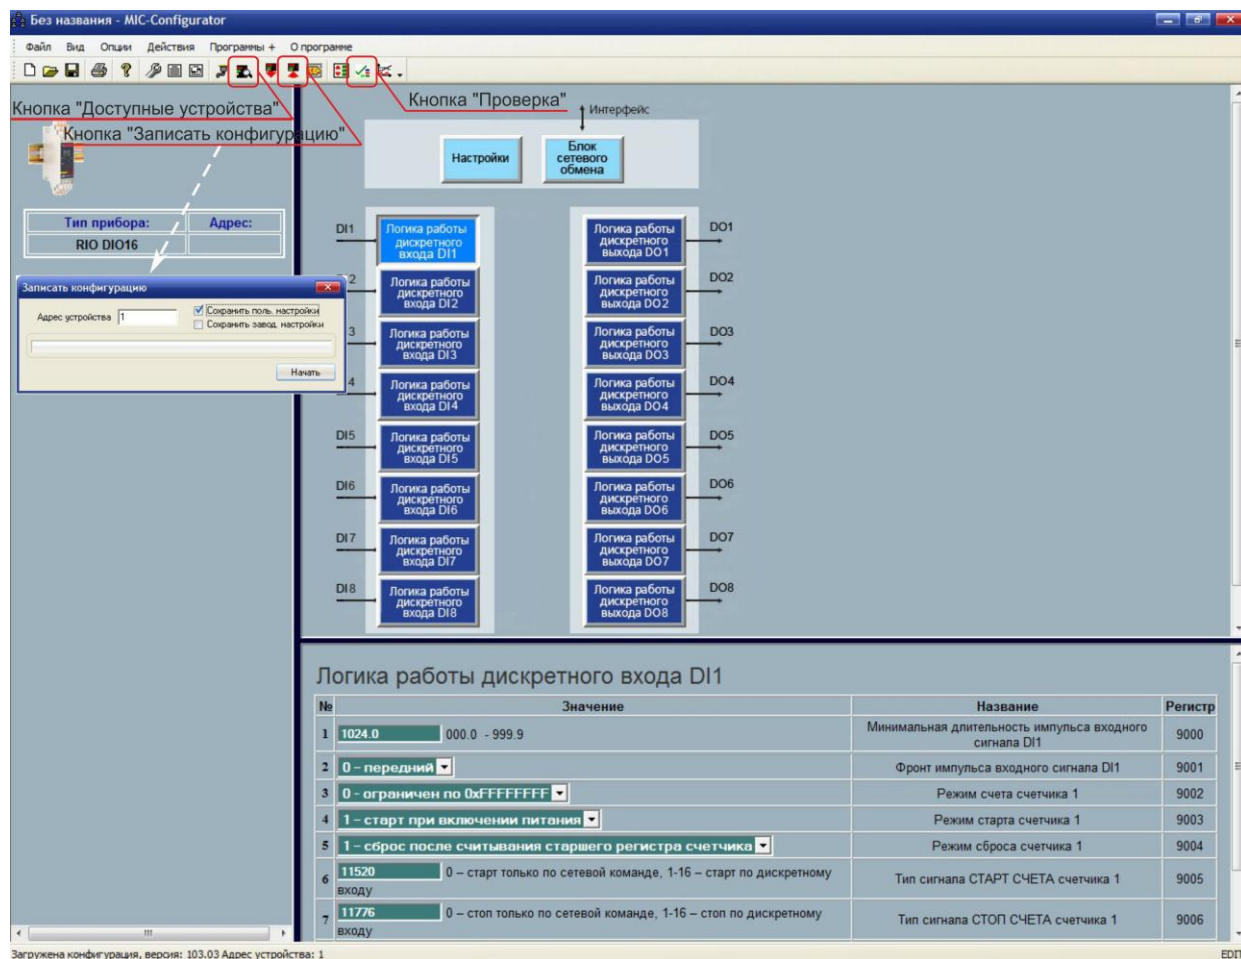 Без названия - MIC-Configurator
Файл Вид Опции Действия Программы + О программе
Кнопка "Доступные устройства"
Кнопка "Проверка"
Кнопка "Записать конфигурацию"
Интерфейс
Настройки
Блок
сетевого
обмена
Тип прибора: Адрес:
RIO DIO16
Записать конфигурацию
Адрес устройства 1
Сохранить поль. настройки
Сохранить завод. настройки
Начать
DI1
Логика работы
дискретного
входа DI1
Логика работы
дискретного
выхода DO1
DO1
2
Логика работы
дискретного
входа DI2
Логика работы
дискретного
выхода DO2
DO2
3
Логика работы
дискретного
входа DI3
Логика работы
дискретного
выхода DO3
DO3
4
Логика работы
дискретного
входа DI4
Логика работы
дискретного
выхода DO4
DO4
DI5
Логика работы
дискретного
входа DI5
Логика работы
дискретного
выхода DO5
DO5
DI6
Логика работы
дискретного
входа DI6
Логика работы
дискретного
выхода DO6
DO6
DI7
Логика работы
дискретного
входа DI7
Логика работы
дискретного
выхода DO7
DO7
DI8
Логика работы
дискретного
входа DI8
Логика работы
дискретного
выхода DO8
DO8
Логика работы дискретного входа DI1
№ Значение Название Регистр
1 1024.0 000.0 - 999.9 Минимальная длительность импульса входного
сигнала DI1 9000
2 0 – передний Фронт импульса входного сигнала DI1 9001
3 0 - ограничен по 0xFFFFFFFF Режим счета счетчика 1 9002
4 1 – старт при включении питания Режим старта счетчика 1 9003
5 1 – сброс после считывания старшего регистра счетчика Режим сброса счетчика 1 9004
6 11520 0 – старт только по сетевой команде, 1-16 – старт по дискретному
входу Тип сигнала СТАРТ СЧЕТА счетчика 1 9005
7 11776 0 – стоп только по сетевой команде, 1-16 – стоп по дискретному
входу Тип сигнала СТОП СЧЕТА счетчика 1 9006
Загружена конфигурация, версия: 103.03 Адрес устройства: 1
EDIT